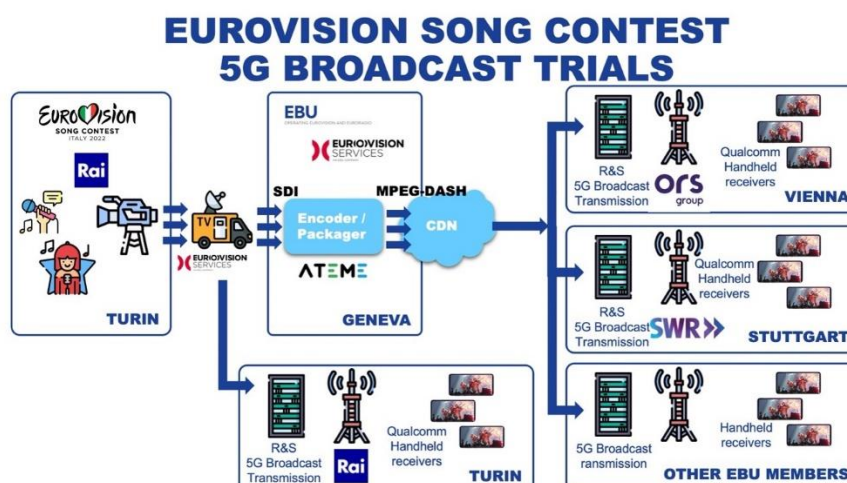 EUROVISION SONG CONTEST
5G BROADCAST TRIALS
EUROVISION
SONG CONTEST
ITALY 2022
Rai
TURIN
TV
EUROVISION
SERVICES
EBU
OPERATING EUROVISION AND EURORADIO
EUROVISION
SERVICES
SDI
MPEG-DASH
Encoder /
Packager
CDN
ATEME
GENEVA
R&S
5G Broadcast
Transmission
ors
group
Qualcomm
Handheld
receivers
VIENNA
R&S
5G Broadcast
Transmission
SWR
Qualcomm
Handheld
receivers
STUTTGART
5G Broadcast
ransmission
Handheld
receivers
OTHER EBU MEMBERS
R&S
5G Broadcast
Transmission
Rai
Qualcomm
Handheld
receivers
TURIN